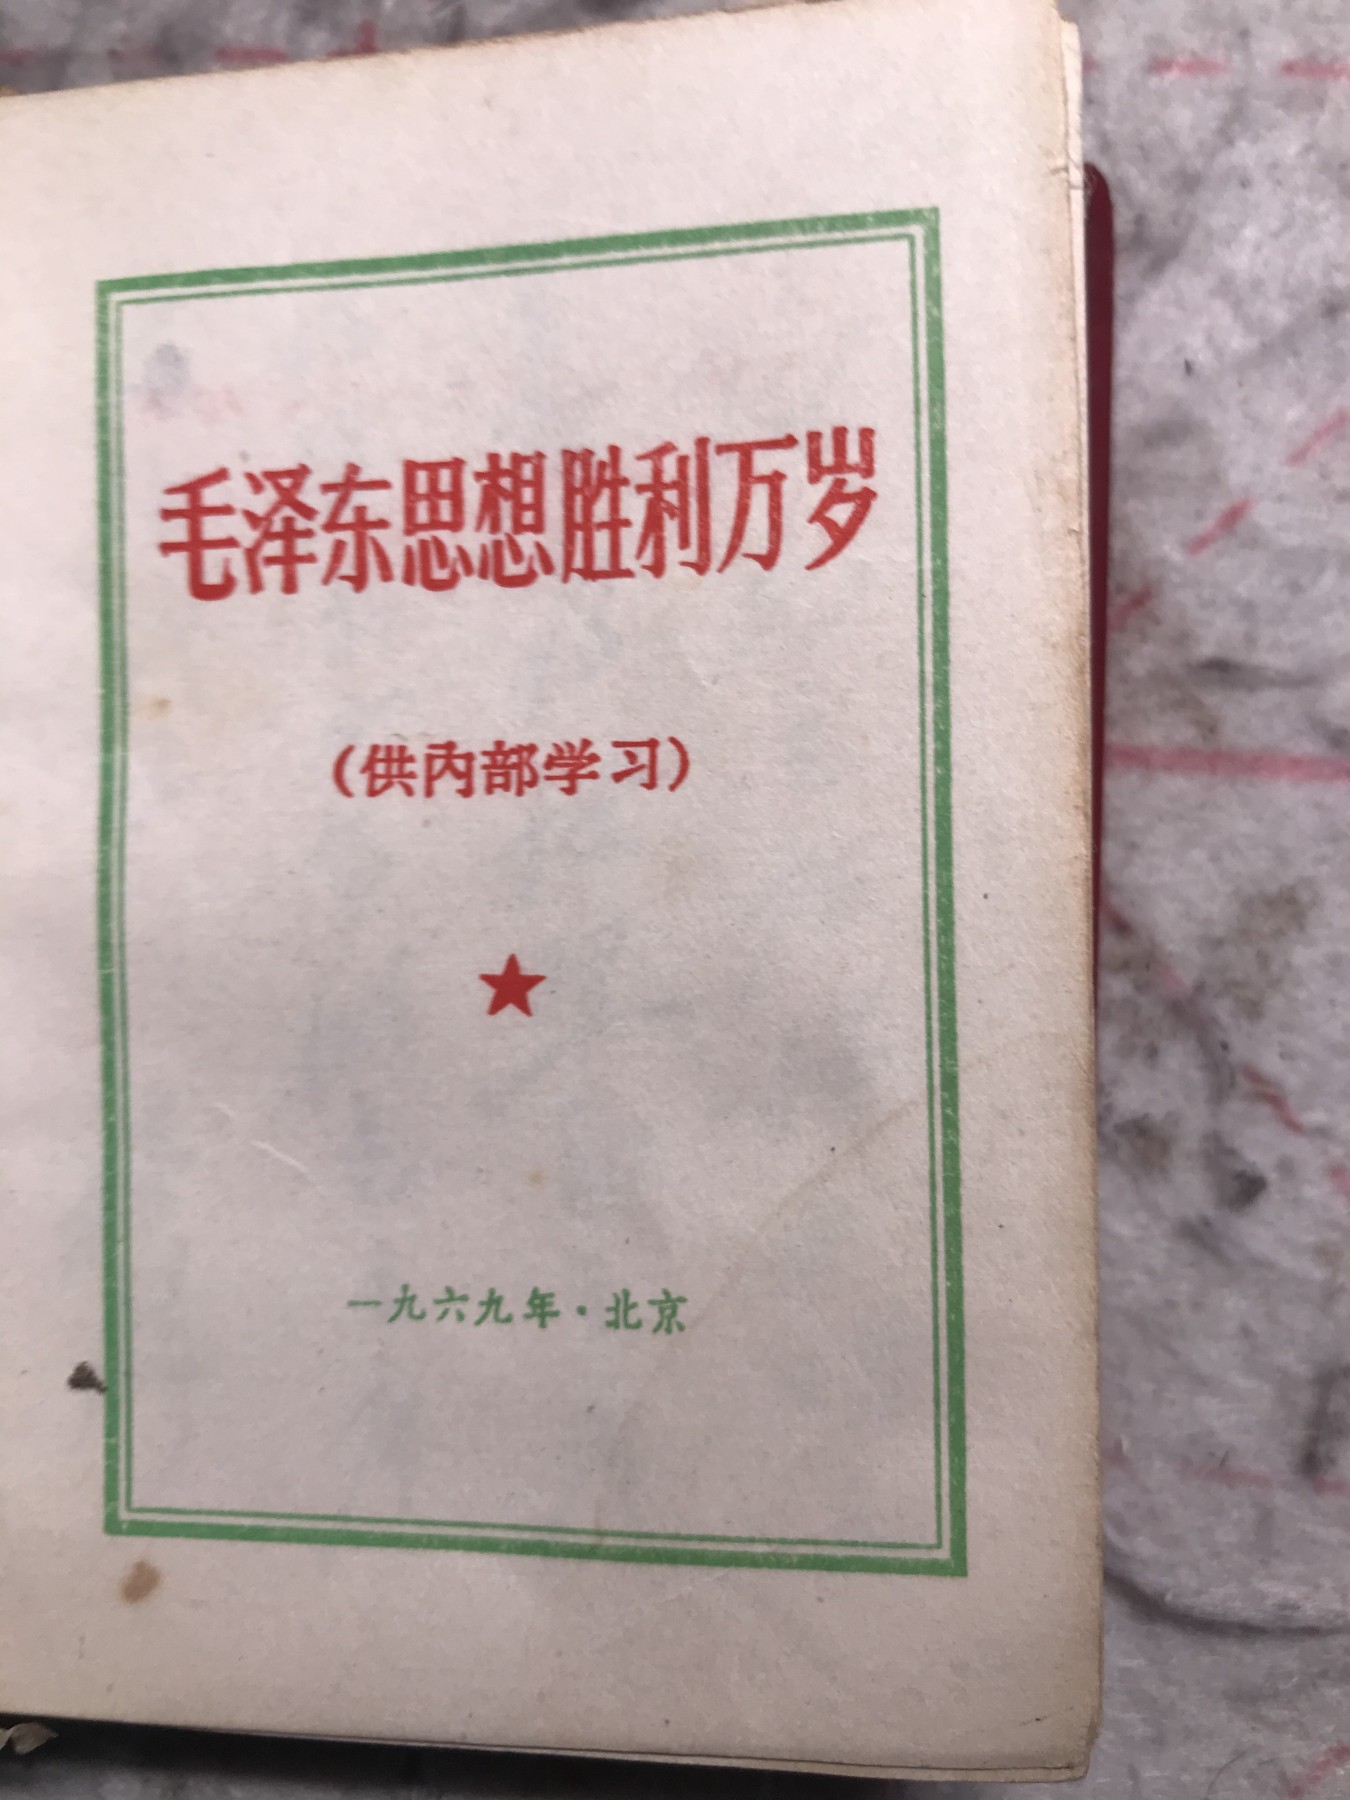 毛泽东思想胜利万岁
(供内部学习)
一九六九年·北京